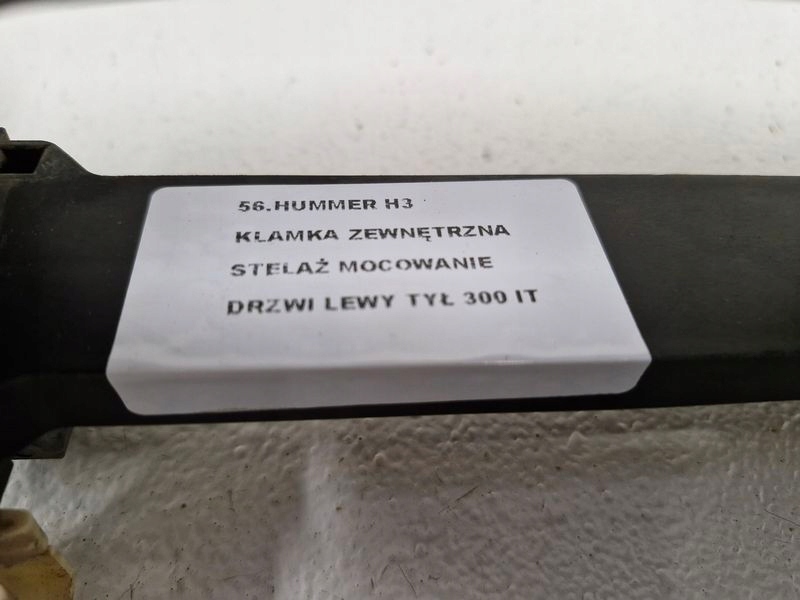 56.HUMMER H3
KLAMKA ZEWNĘTRZNA
STELAŻ MOCOWANIE
DRZWI LEWY TYŁ 300 IT